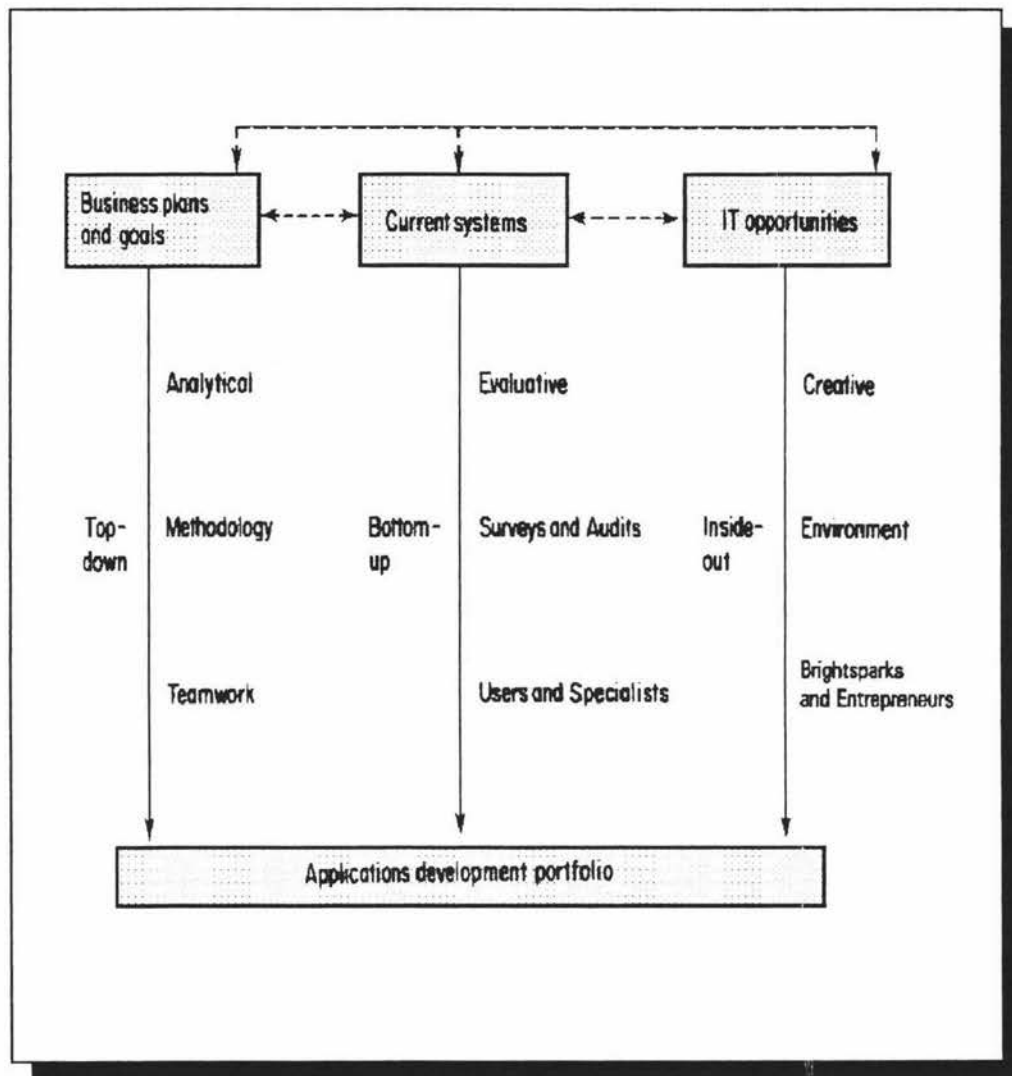 Business plans
and goals
Current systems
IT opportunities
Analytical
Evaluative
Creative
Top-
down
Methodology
Bottom-
up
Surveys and Audits
Inside-
out
Environment
Teamwork
Users and Specialists
Brightsparks
and Entrepreneurs
Applications development portfolio